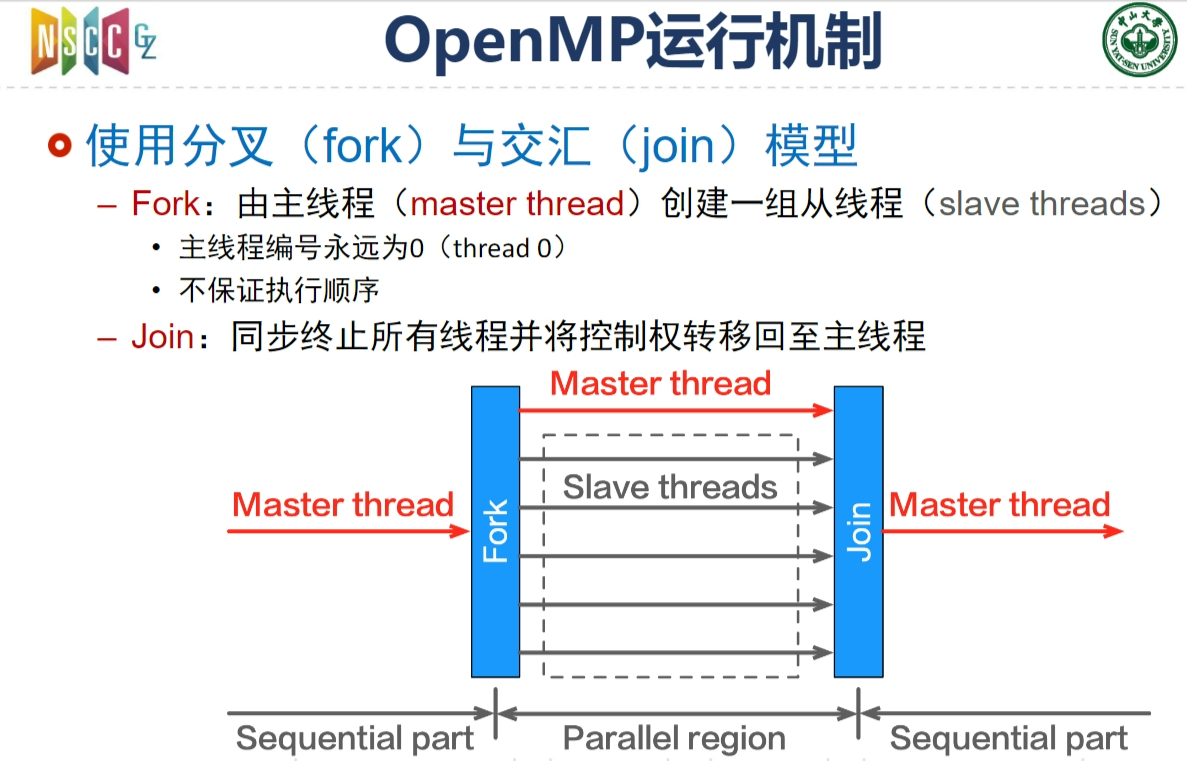 NSCC GZ
OpenMP运行机制
中山大学
SUN YAT-SEN UNIVERSITY
使用分叉（fork）与交汇（join）模型
– Fork：由主线程（master thread）创建一组从线程（slave threads）
• 主线程编号永远为0（thread 0）
• 不保证执行顺序
– Join：同步终止所有线程并将控制权转移回至主线程
Master thread
Slave threads
Master thread
Fork
Join
Master thread
Sequential part
Parallel region
Sequential part